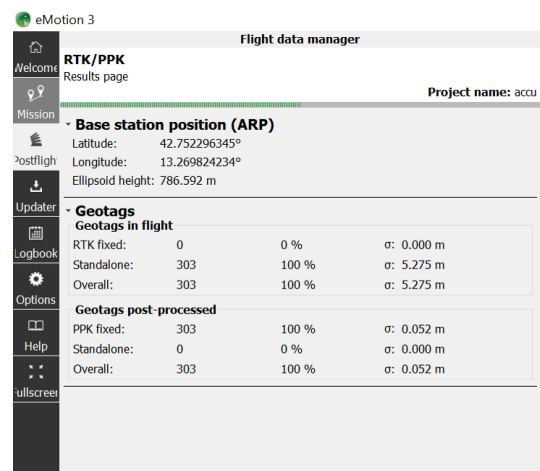 eMotion 3
Flight data manager
Welcome
RTK/PPK
Results page
Project name: accu
Mission
Base station position (ARP)
Latitude: 42.752296345°
Postfligh
Longitude: 13.269824234°
Ellipsoid height: 786.592 m
Updater
Geotags
Geotags in flight
RTK fixed: 0 0 % σ: 0.000 m
Logbook
Standalone: 303 100 % σ: 5.275 m
Overall: 303 100 % σ: 5.275 m
Options
Geotags post-processed
PPK fixed: 303 100 % σ: 0.052 m
Help
Standalone: 0 0 % σ: 0.000 m
Overall: 303 100 % σ: 0.052 m
ullscreen